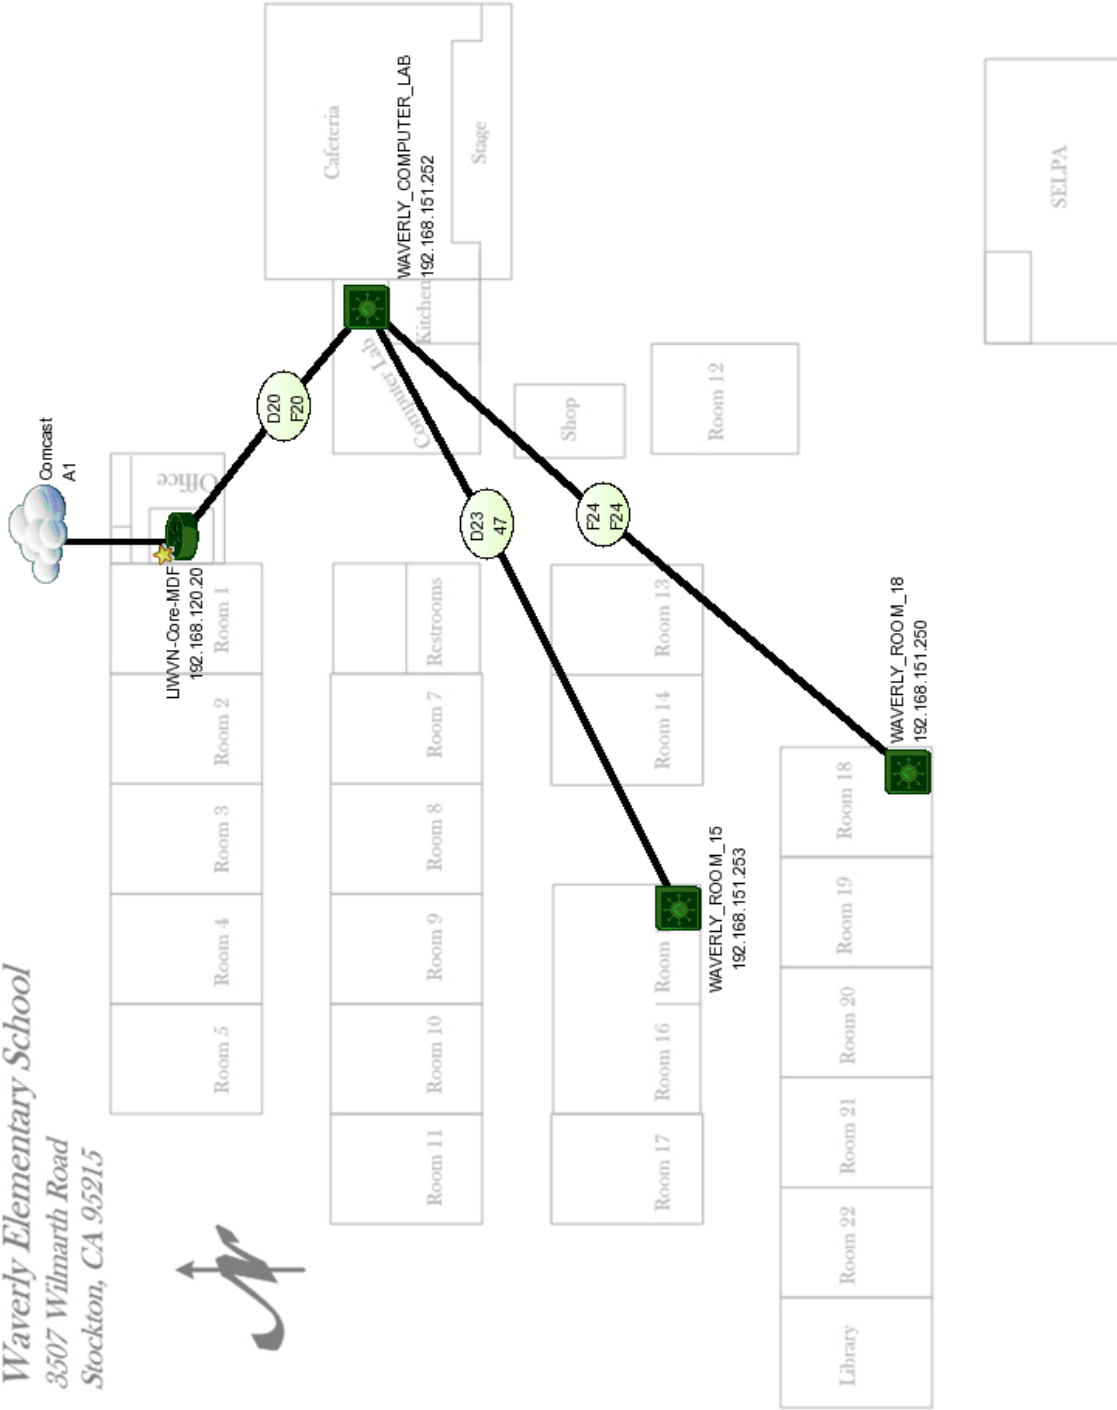 Waverly Elementary School
3507 Wilmarth Road
Stockton, CA 95215
N
Comcast
A1
Office
LIWVN-Core-MDF
192.168.120.20
D20
F20
Cafeteria
Stage
WAVERLY_COMPUTER_LAB
192.168.151.252
Kitchen
Computer Lab
D23
47
F24
F24
Shop
Room 12
SELPA
Room 1
Room 2
Room 3
Room 4
Room 5
Restrooms
Room 7
Room 8
Room 9
Room 10
Room 11
Room 13
Room 14
Room
Room 16
Room 17
WAVERLY_ROOM_15
192.168.151.253
WAVERLY_ROOM_18
192.168.151.250
Room 18
Room 19
Room 20
Room 21
Room 22
Library